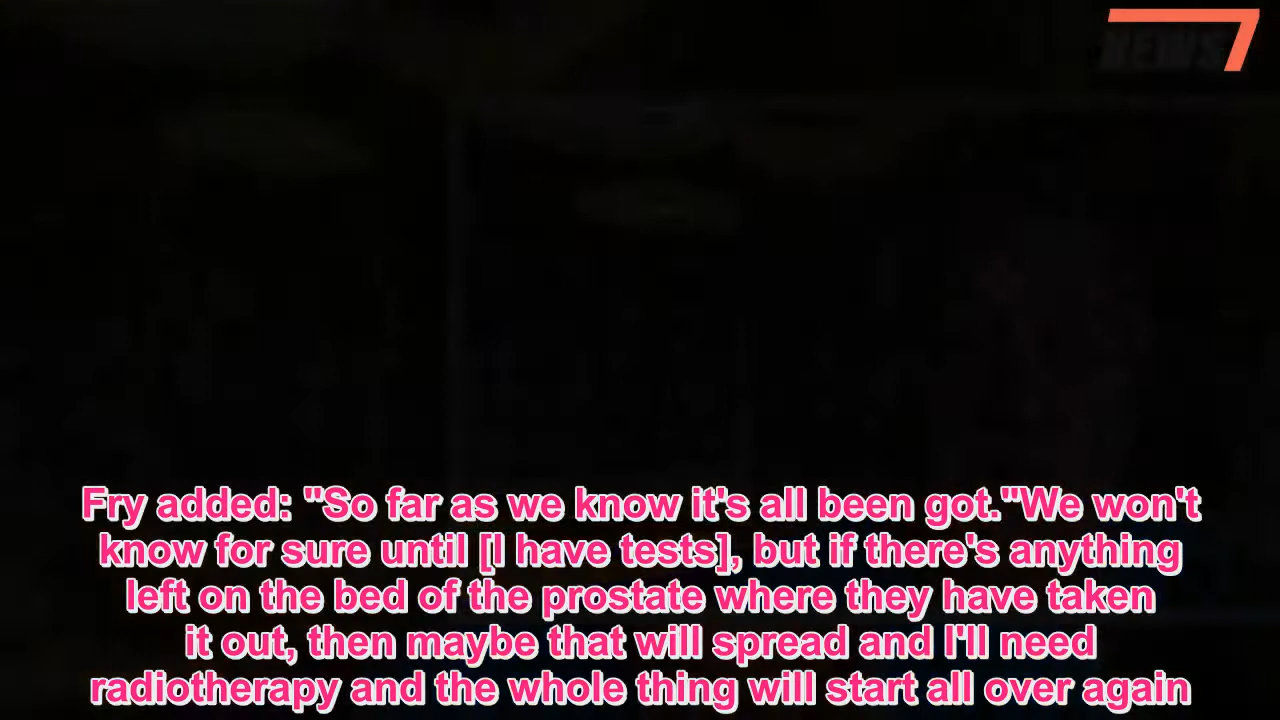 NEWS7
Fry added: "So far as we know it's all been got."We won't
know for sure until [I have tests], but if there's anything
left on the bed of the prostate where they have taken
it out, then maybe that will spread and I'll need
radiotherapy and the whole thing will start all over again